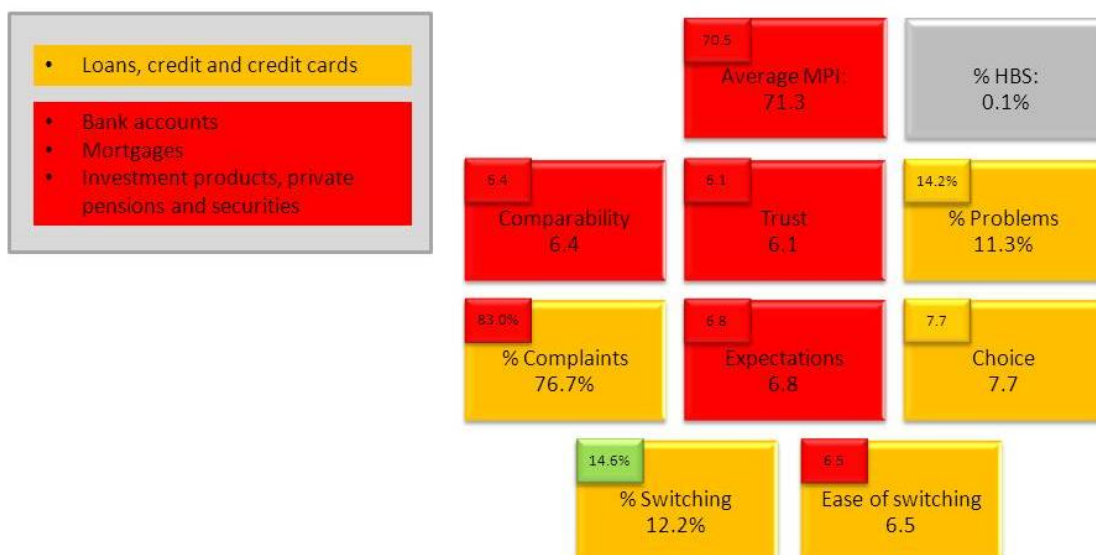 • Loans, credit and credit cards
• Bank accounts
• Mortgages
• Investment products, private
pensions and securities
70.5
Average MPI:
71.3
% HBS:
0.1%
6.4
Comparability
6.4
6.1
Trust
6.1
14.2%
% Problems
11.3%
83.0%
% Complaints
76.7%
6.8
Expectations
6.8
7.7
Choice
7.7
14.6%
% Switching
12.2%
6.5
Ease of switching
6.5